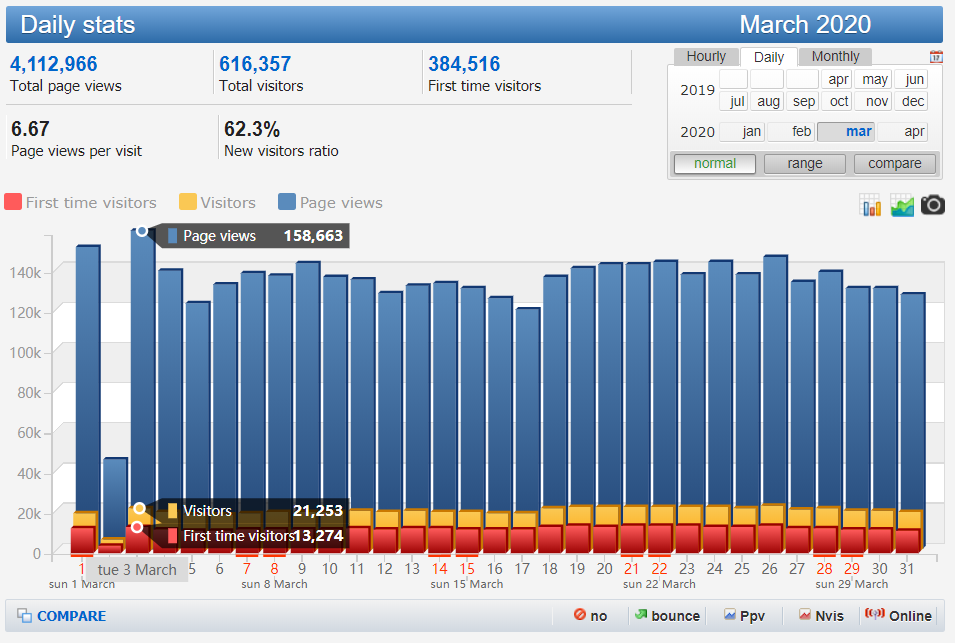 Daily stats March 2020
4,112,966 616,357 384,516
Total page views Total visitors First time visitors
6.67 62.3%
Page views per visit New visitors ratio
Hourly Daily Monthly
17
2019 apr may jun
jul aug sep oct nov dec
2020 jan feb mar apr
normal range compare
First time visitors Visitors Page views
Page views 158,663
140k
120k
100k
80k
60k
40k
20k
0
Visitors 21,253
First time visitors 13,274
1 tue 3 March 5 6 7 8 9 10 11 12 13 14 15 16 17 18 19 20 21 22 23 24 25 26 27 28 29 30 31
sun 1 March sun 8 March sun 15 March sun 22 March sun 29 March
COMPARE no bounce Ppv Nvis Online